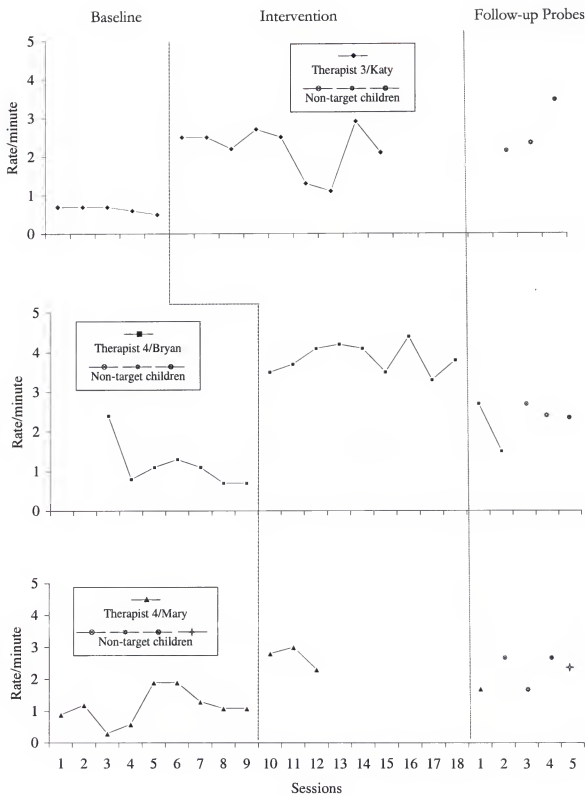 Baseline Intervention Follow-up Probes
5
4
3
2
1
0
Rate/minute
Therapist 3/Katy
Non-target children
5
4
3
2
1
0
Rate/minute
Therapist 4/Bryan
Non-target children
5
4
3
2
1
0
Rate/minute
Therapist 4/Mary
Non-target children
1 2 3 4 5 6 7 8 9 10 11 12 13 14 15 16 17 18 1 2 3 4 5
Sessions